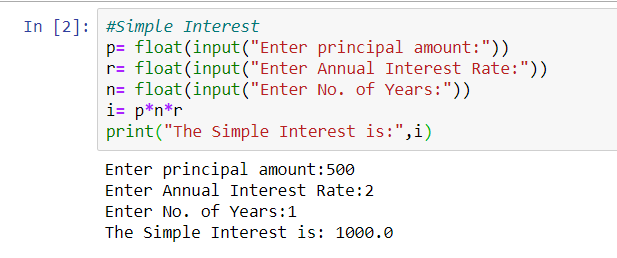 In [2]: #Simple Interest
p= float(input("Enter principal amount:"))
r= float(input("Enter Annual Interest Rate:"))
n= float(input("Enter No. of Years:"))
i= p*n*r
print("The Simple Interest is:",i)
Enter principal amount:500
Enter Annual Interest Rate:2
Enter No. of Years:1
The Simple Interest is: 1000.0